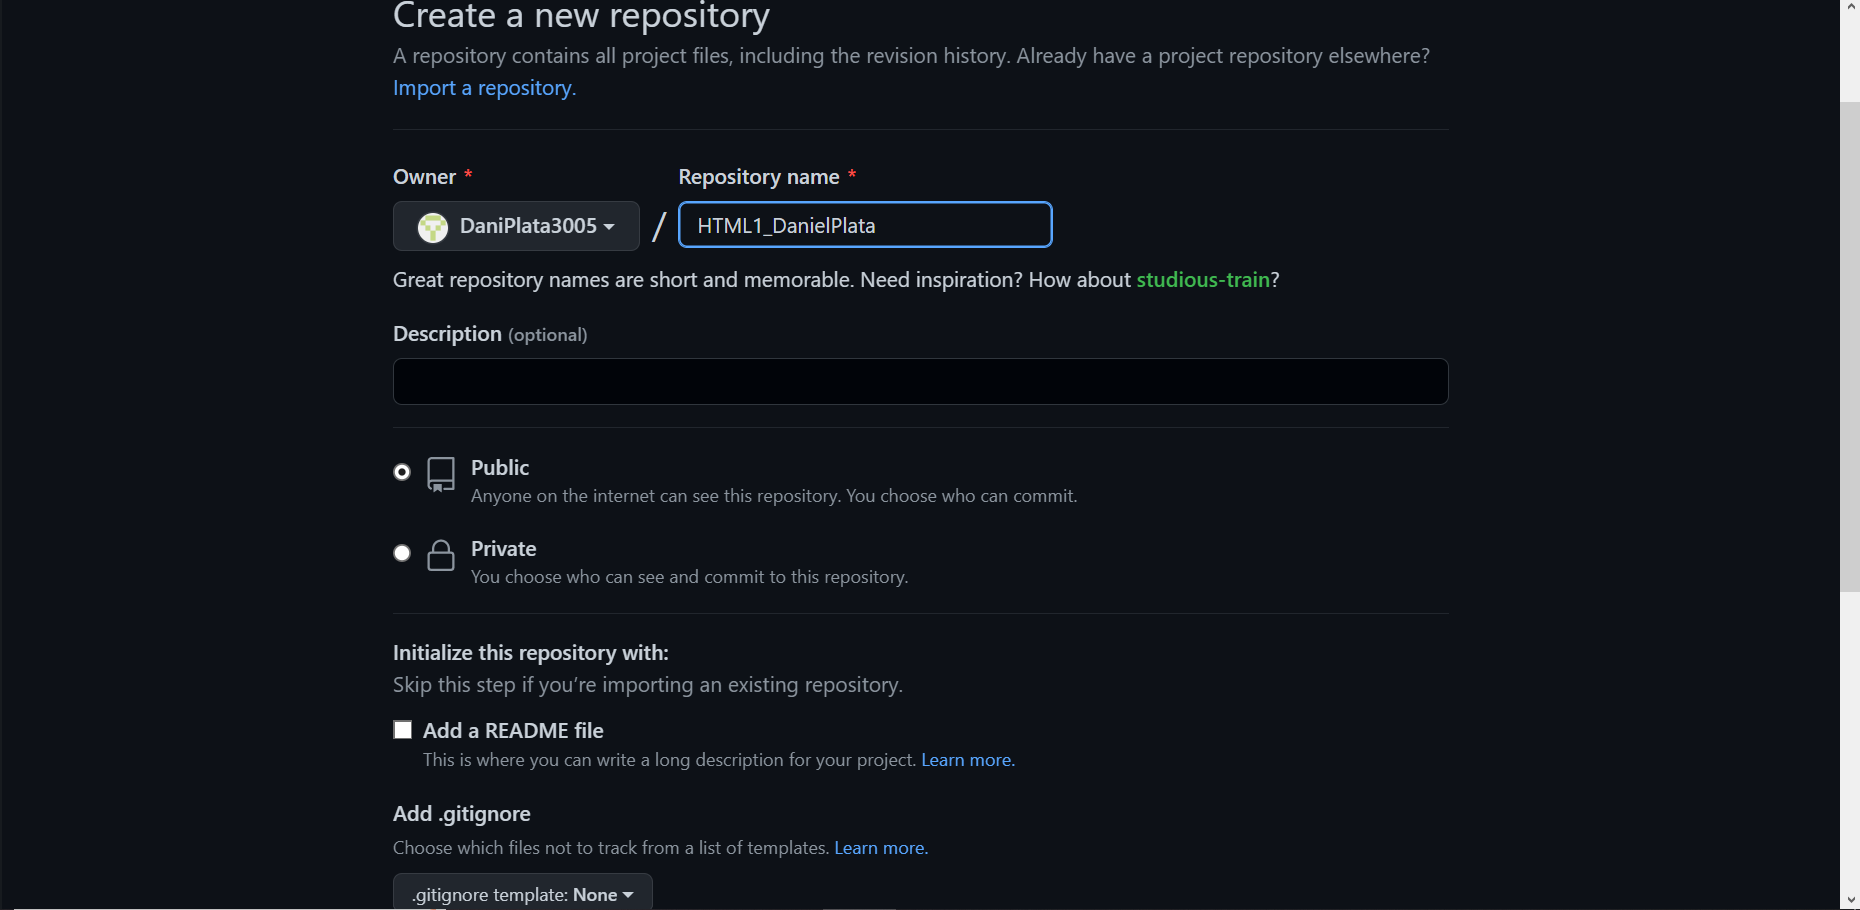 Create a new repository
A repository contains all project files, including the revision history. Already have a project repository elsewhere?
Import a repository.
Owner *
Repository name *
DaniPlata3005
/
HTML1_DanielPlata
Great repository names are short and memorable. Need inspiration? How about studious-train?
Description (optional)
Public
Anyone on the internet can see this repository. You choose who can commit.
Private
You choose who can see and commit to this repository.
Initialize this repository with:
Skip this step if you’re importing an existing repository.
Add a README file
This is where you can write a long description for your project. Learn more.
Add .gitignore
Choose which files not to track from a list of templates. Learn more.
.gitignore template: None